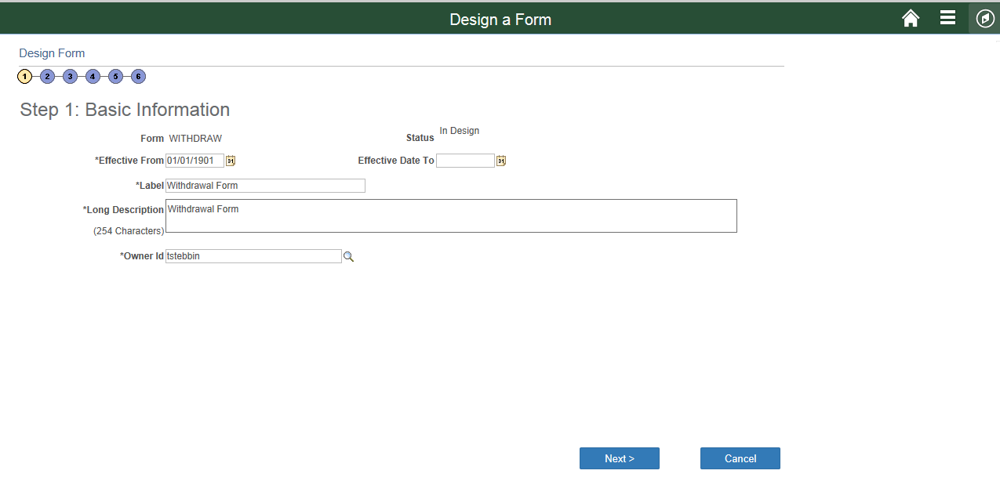 Design a Form
Design Form
1 2 3 4 5 6
Step 1: Basic Information
Form WITHDRAW Status In Design
*Effective From 01/01/1901 31 Effective Date To 31
*Label Withdrawal Form
*Long Description Withdrawal Form
(254 Characters)
*Owner Id tstebbin
Next > Cancel